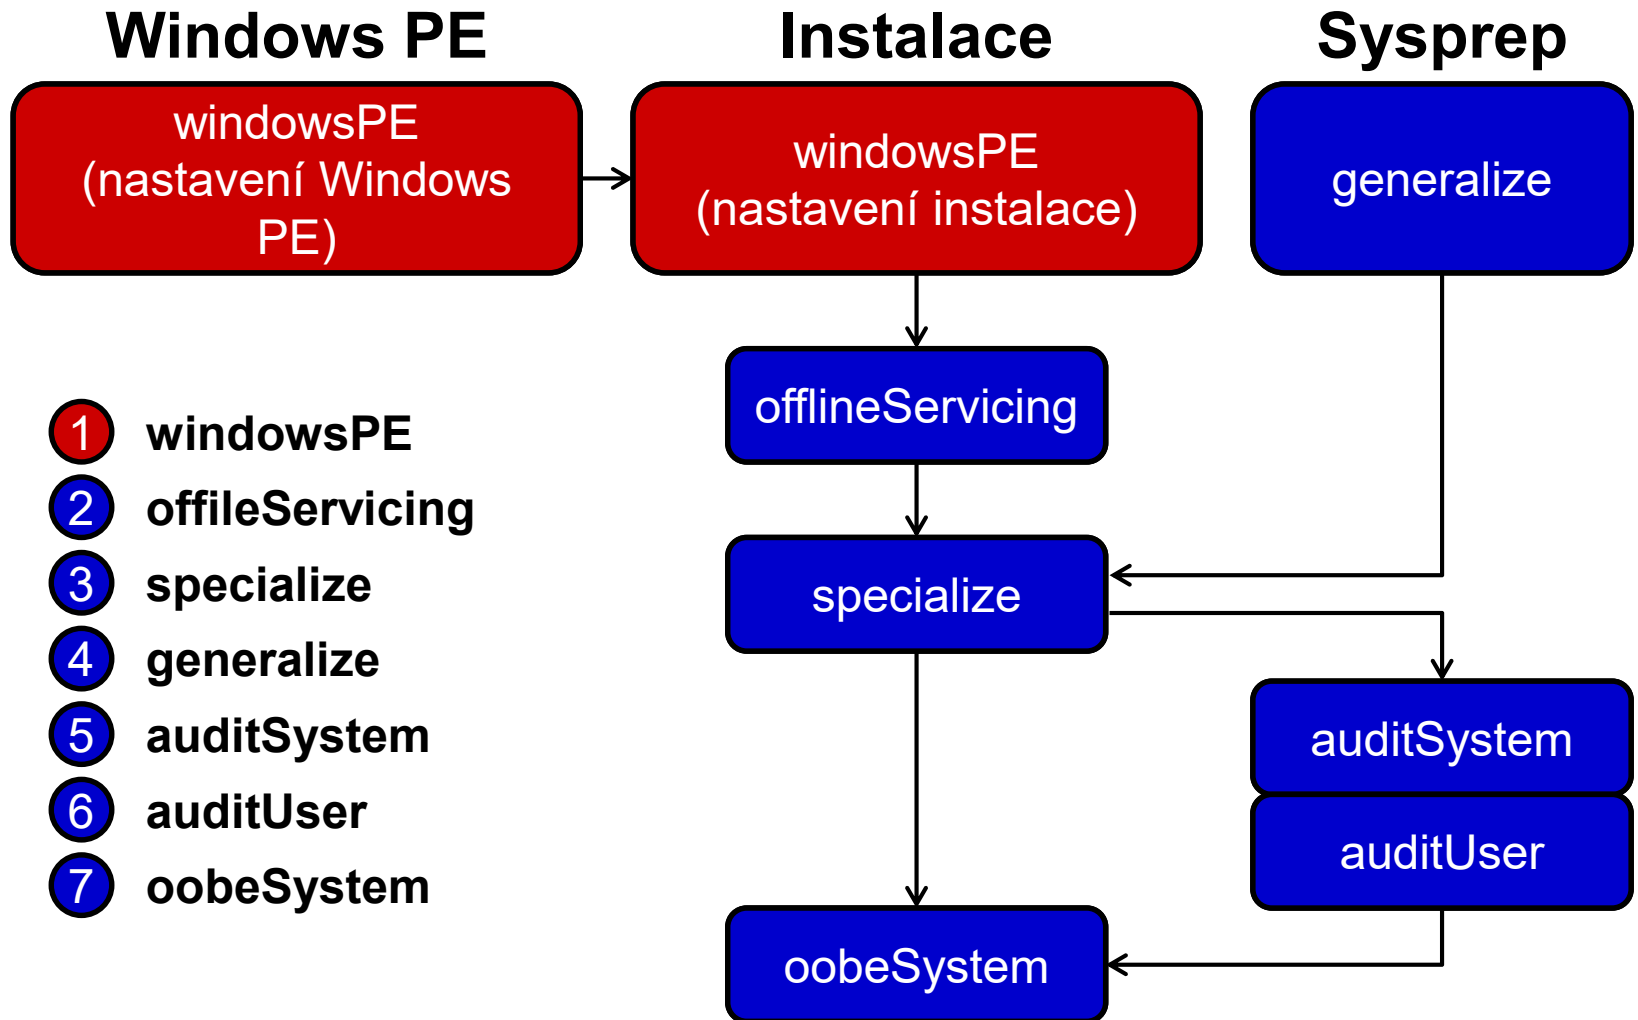 Windows PE
Instalace
Sysprep
windowsPE
(nastavení Windows
PE)
windowsPE
(nastavení instalace)
generalize
offlineServicing
specialize
auditSystem
auditUser
oobeSystem
1 windowsPE
2 offileServicing
3 specialize
4 generalize
5 auditSystem
6 auditUser
7 oobeSystem